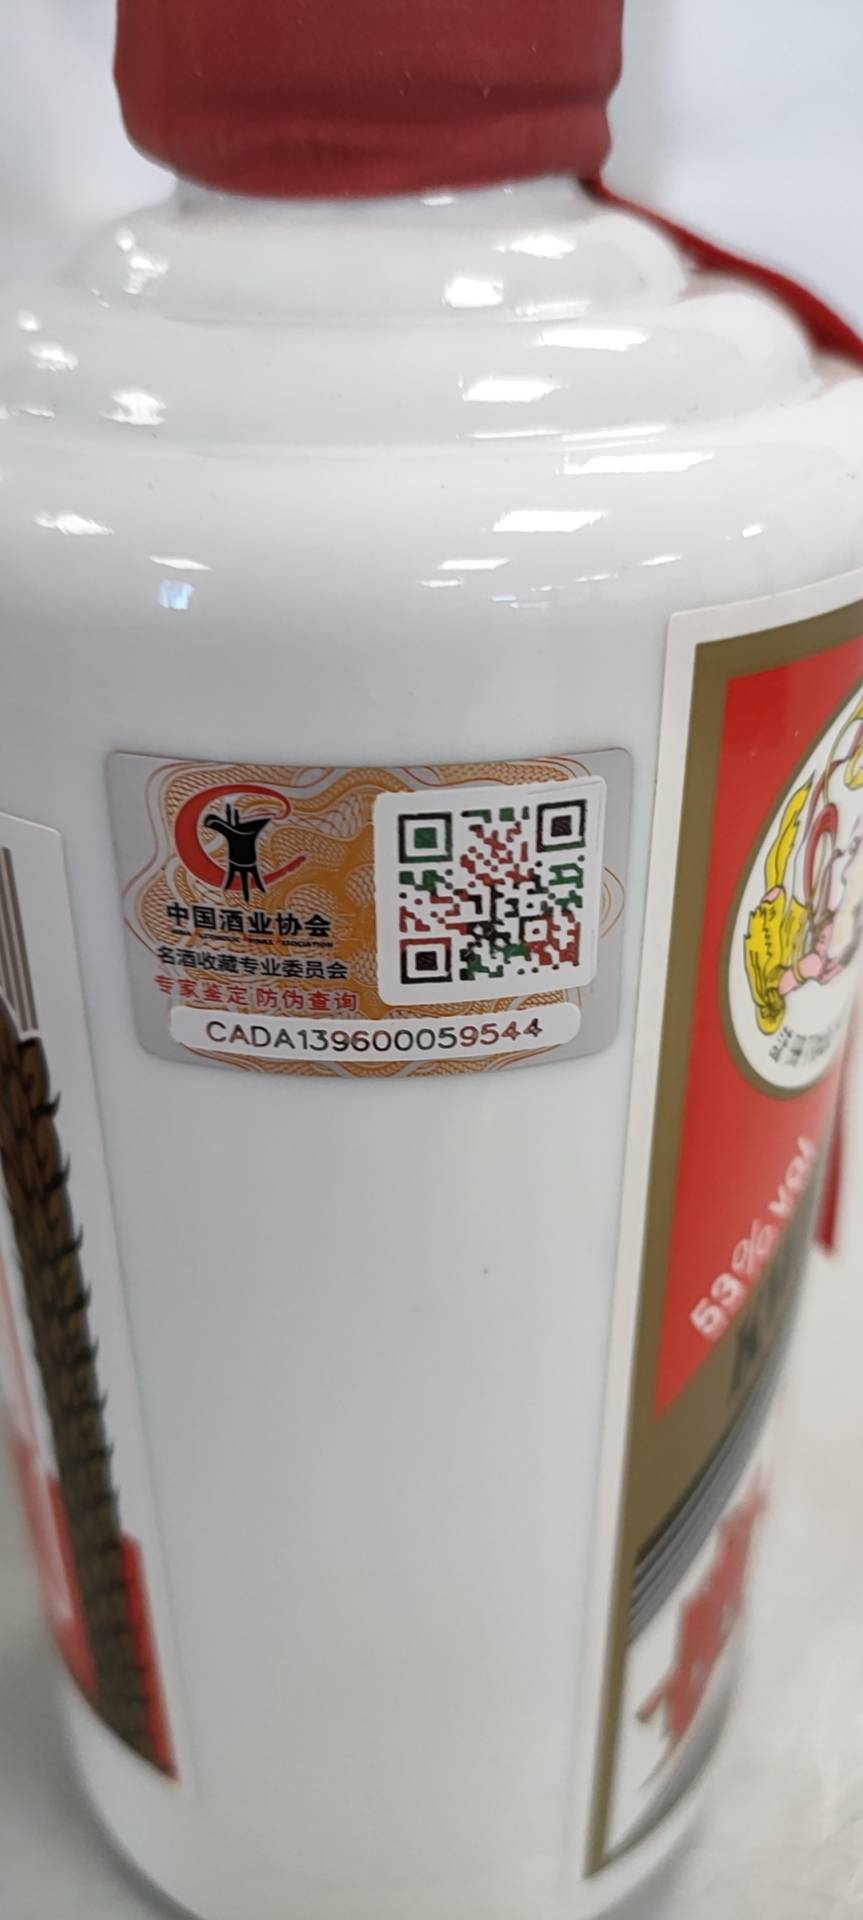 中国酒业协会
名酒收藏专业委员会
专家鉴定 防伪查询
CADA139600059544
53% vol